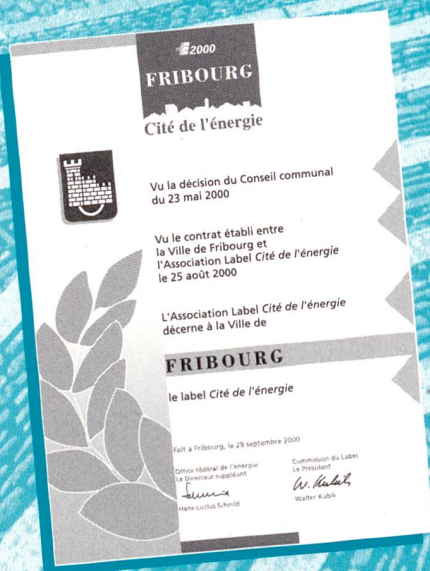 E2000
FRIBOURG
Cité de l'énergie
Vu la décision du Conseil communal
du 23 mai 2000
Vu le contrat établi entre
la Ville de Fribourg et
l'Association Label Cité de l'énergie
le 25 août 2000
L'Association Label Cité de l'énergie
décerne à la Ville de
FRIBOURG
le label Cité de l'énergie
Fait à Fribourg, le 29 septembre 2000
Office fédéral de l'énergie
Le Directeur suppléant
Hans-Luzius Schmid
Commission du Label
Le Président
W. Kubik
Walter Kubik